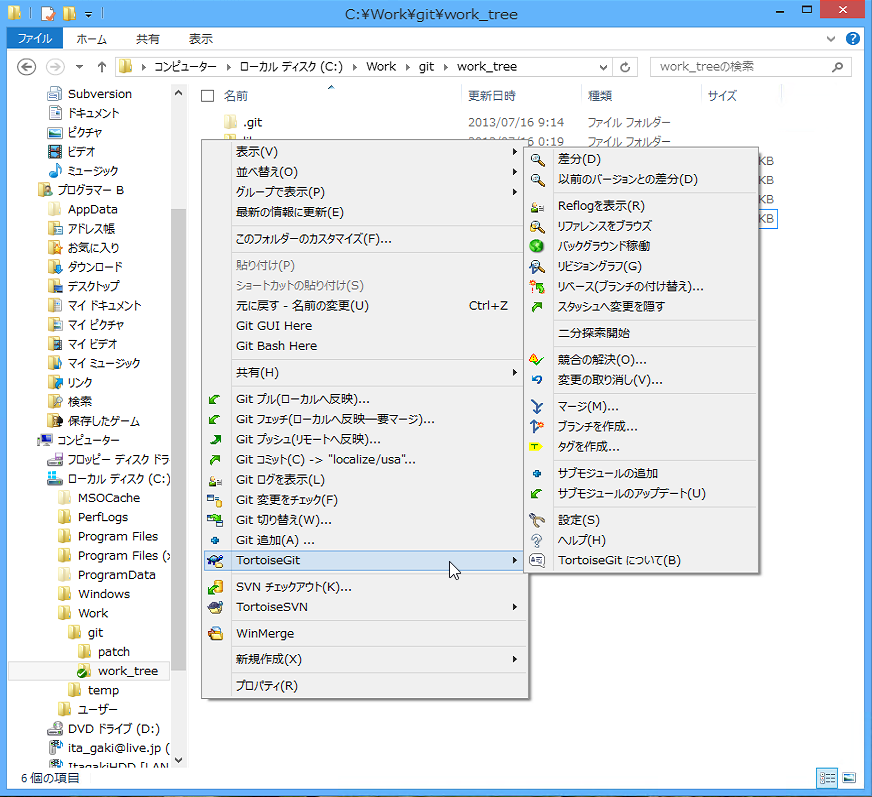 C:¥Work¥git¥work_tree
ファイル ホーム 共有 表示
コンピューター ローカル ディスク (C:) Work git work_tree
work_treeの検索
Subversion
ドキュメント
ピクチャ
ビデオ
ミュージック
プログラマー B
AppData
アドレス帳
お気に入り
ダウンロード
デスクトップ
マイ ドキュメント
マイ ピクチャ
マイ ビデオ
マイ ミュージック
リンク
検索
保存したゲーム
コンピューター
フロッピー ディスク ドラ
ローカル ディスク (C:)
MSOCache
PerfLogs
Program Files
Program Files (x
ProgramData
Windows
Work
git
patch
work_tree
temp
ユーザー
DVD ドライブ (D:)
ita_gaki@live.jp (
ItagakiHDD [LAN
名前 更新日時 種類 サイズ
.git 2013/07/16 9:14 ファイル フォルダー
2013/07/16 0:19 ファイル フォルダー
KB
KB
KB
KB
表示(V)
並べ替え(O)
グループで表示(P)
最新の情報に更新(E)
このフォルダーのカスタマイズ(F)...
貼り付け(P)
ショートカットの貼り付け(S)
元に戻す - 名前の変更(U) Ctrl+Z
Git GUI Here
Git Bash Here
共有(H)
Git プル(ローカルへ反映)...
Git フェッチ(ローカルへ反映―要マージ)...
Git プッシュ(リモートへ反映)...
Git コミット(C) -> "localize/usa"...
Git ログを表示(L)
Git 変更をチェック(F)
Git 切り替え(W)...
Git 追加(A) ...
TortoiseGit
SVN チェックアウト(K)...
TortoiseSVN
WinMerge
新規作成(X)
プロパティ(R)
差分(D)
以前のバージョンとの差分(D)
Reflogを表示(R)
リファレンスをブラウズ
バックグラウンド稼働
リビジョングラフ(G)
リベース(ブランチの付け替え)...
スタッシュへ変更を隠す
二分探索開始
競合の解決(O)...
変更の取り消し(V)...
マージ(M)...
ブランチを作成...
タグを作成...
サブモジュールの追加
サブモジュールのアップデート(U)
設定(S)
ヘルプ(H)
TortoiseGit について(B)
6 個の項目